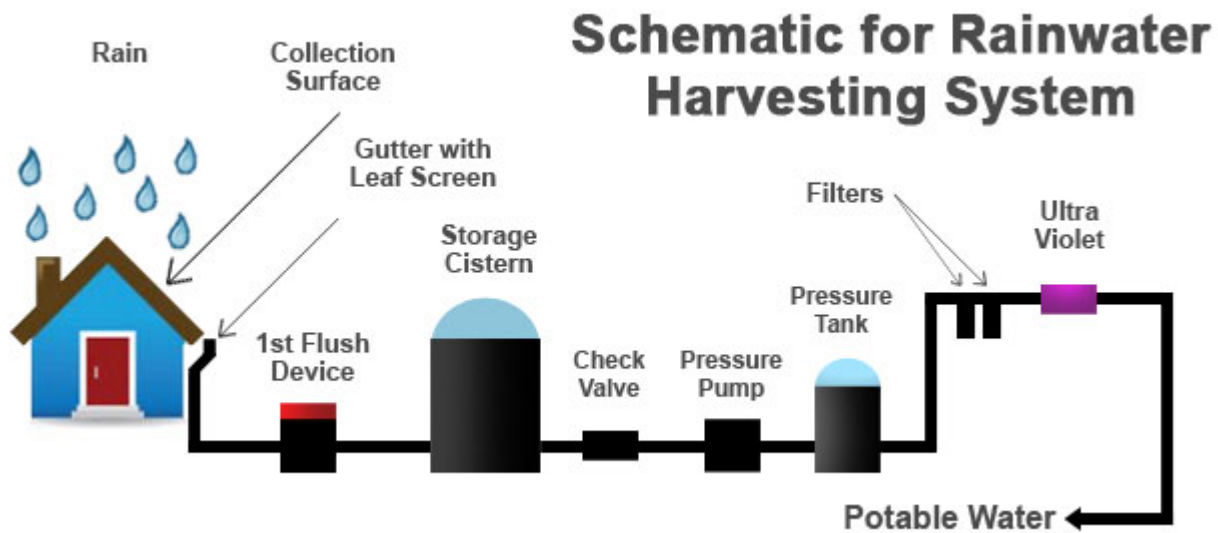 Schematic for Rainwater
Harvesting System
Rain
Collection
Surface
Gutter with
Leaf Screen
Storage
Cistern
1st Flush
Device
Check
Valve
Pressure
Pump
Pressure
Tank
Filters
Ultra
Violet
Potable Water